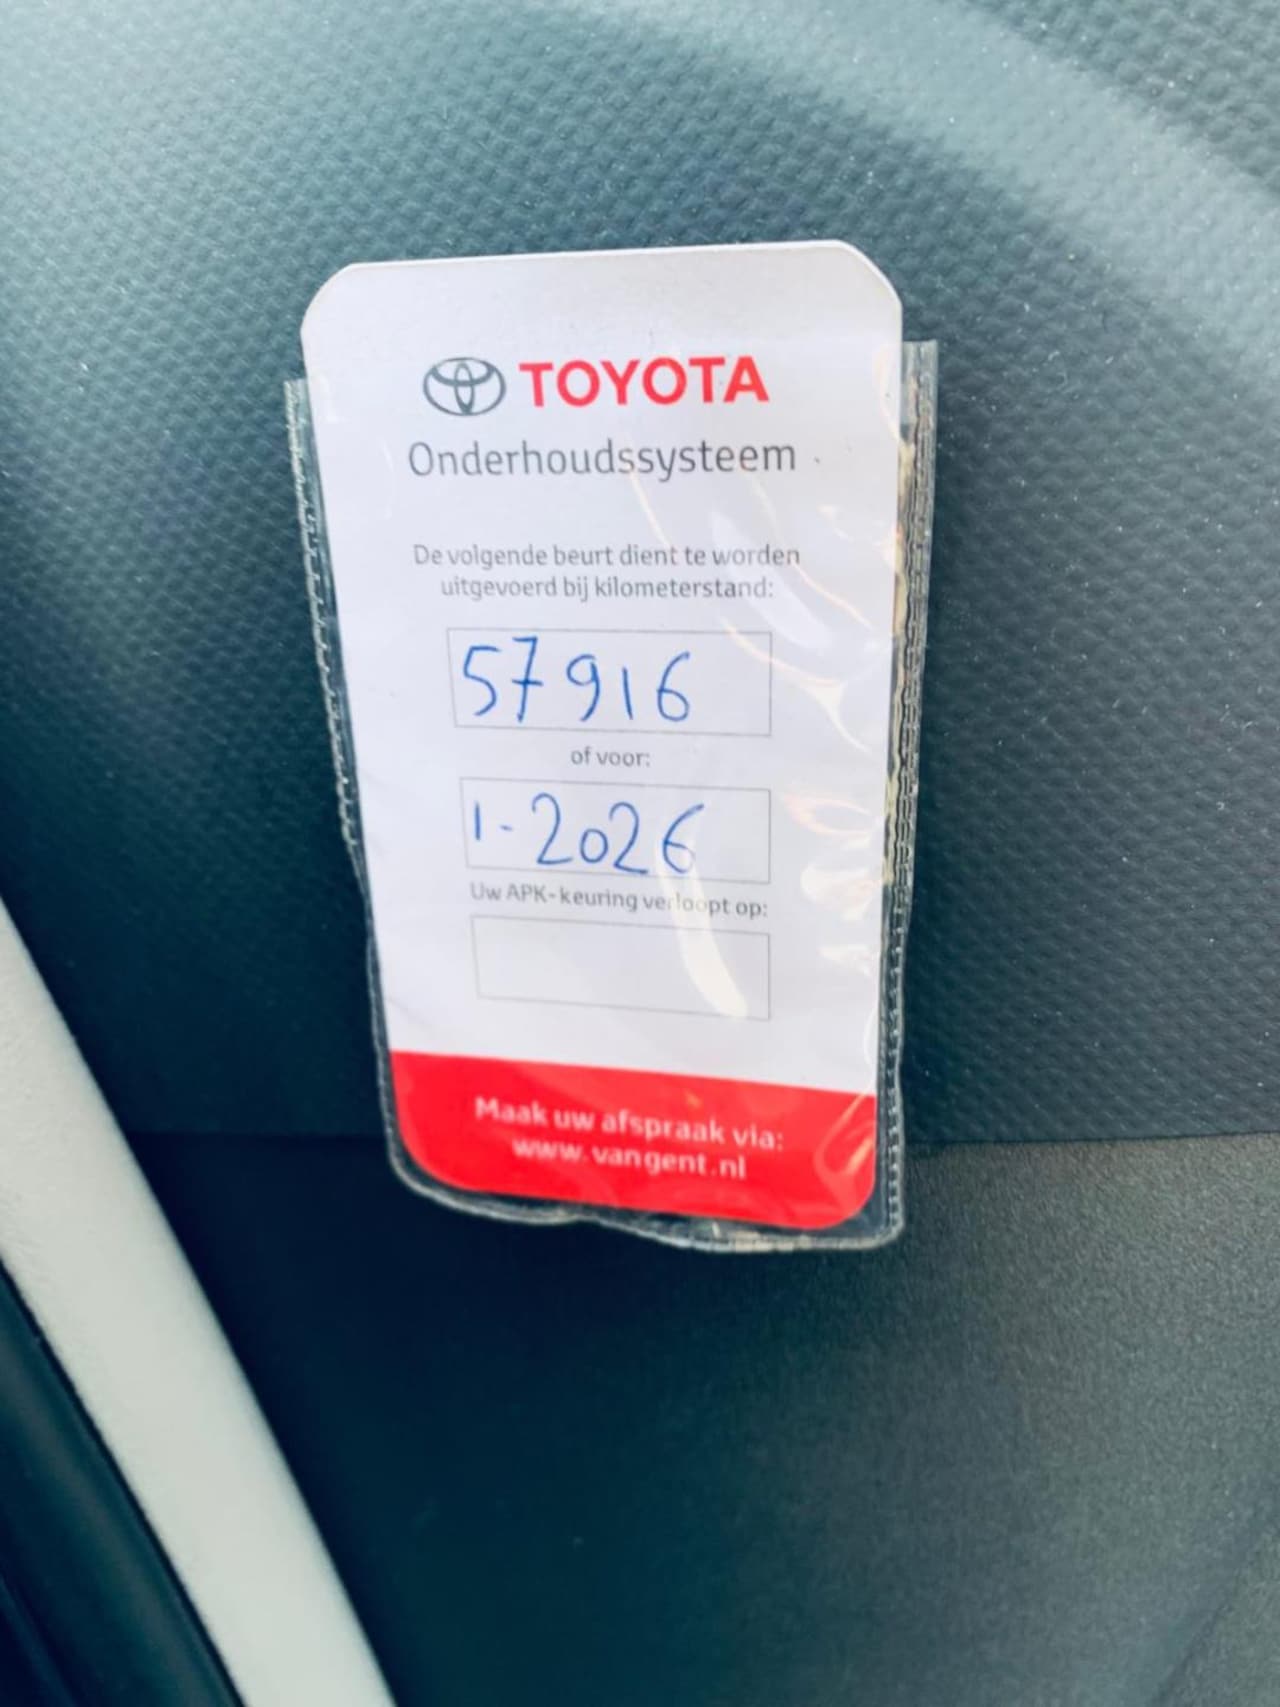 TOYOTA
Onderhoudssysteem
De volgende beurt dient te worden
uitgevoerd bij kilometerstand:
57916
of voor:
1-2026
Uw APK-keuring verloopt op:
Maak uw afspraak via:
www.vangent.nl